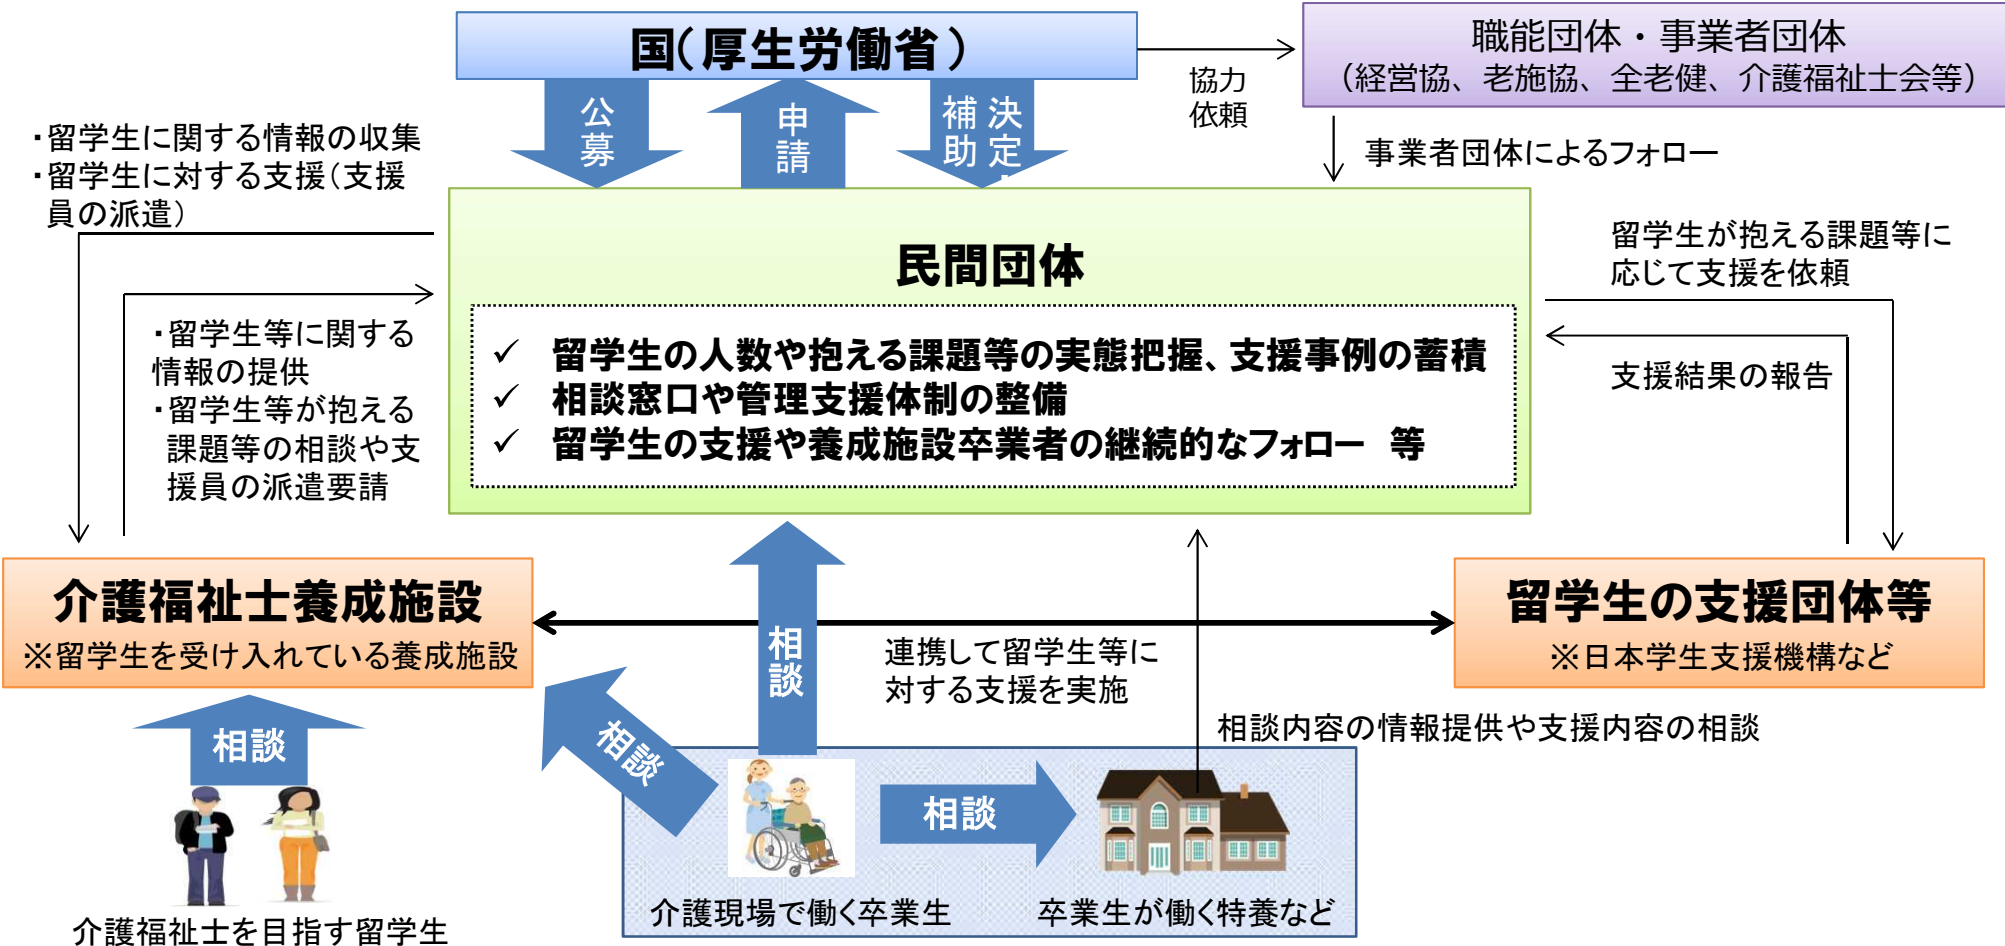 国（厚生労働省）
職能団体・事業者団体
（経営協、老施協、全老健、介護福祉士会等）
協力
依頼
公募
申請
決定・
補助
事業者団体によるフォロー
・留学生に関する情報の収集
・留学生に対する支援（支援
員の派遣）
民間団体
留学生が抱える課題等に
応じて支援を依頼
✓ 留学生の人数や抱える課題等の実態把握、支援事例の蓄積
✓ 相談窓口や管理支援体制の整備
✓ 留学生の支援や養成施設卒業者の継続的なフォロー 等
・留学生等に関する
情報の提供
・留学生等が抱える
課題等の相談や支
援員の派遣要請
支援結果の報告
介護福祉士養成施設
※留学生を受け入れている養成施設
留学生の支援団体等
※日本学生支援機構など
連携して留学生等に
対する支援を実施
相談
相談
相談
相談
相談内容の情報提供や支援内容の相談
介護現場で働く卒業生
卒業生が働く特養など
介護福祉士を目指す留学生